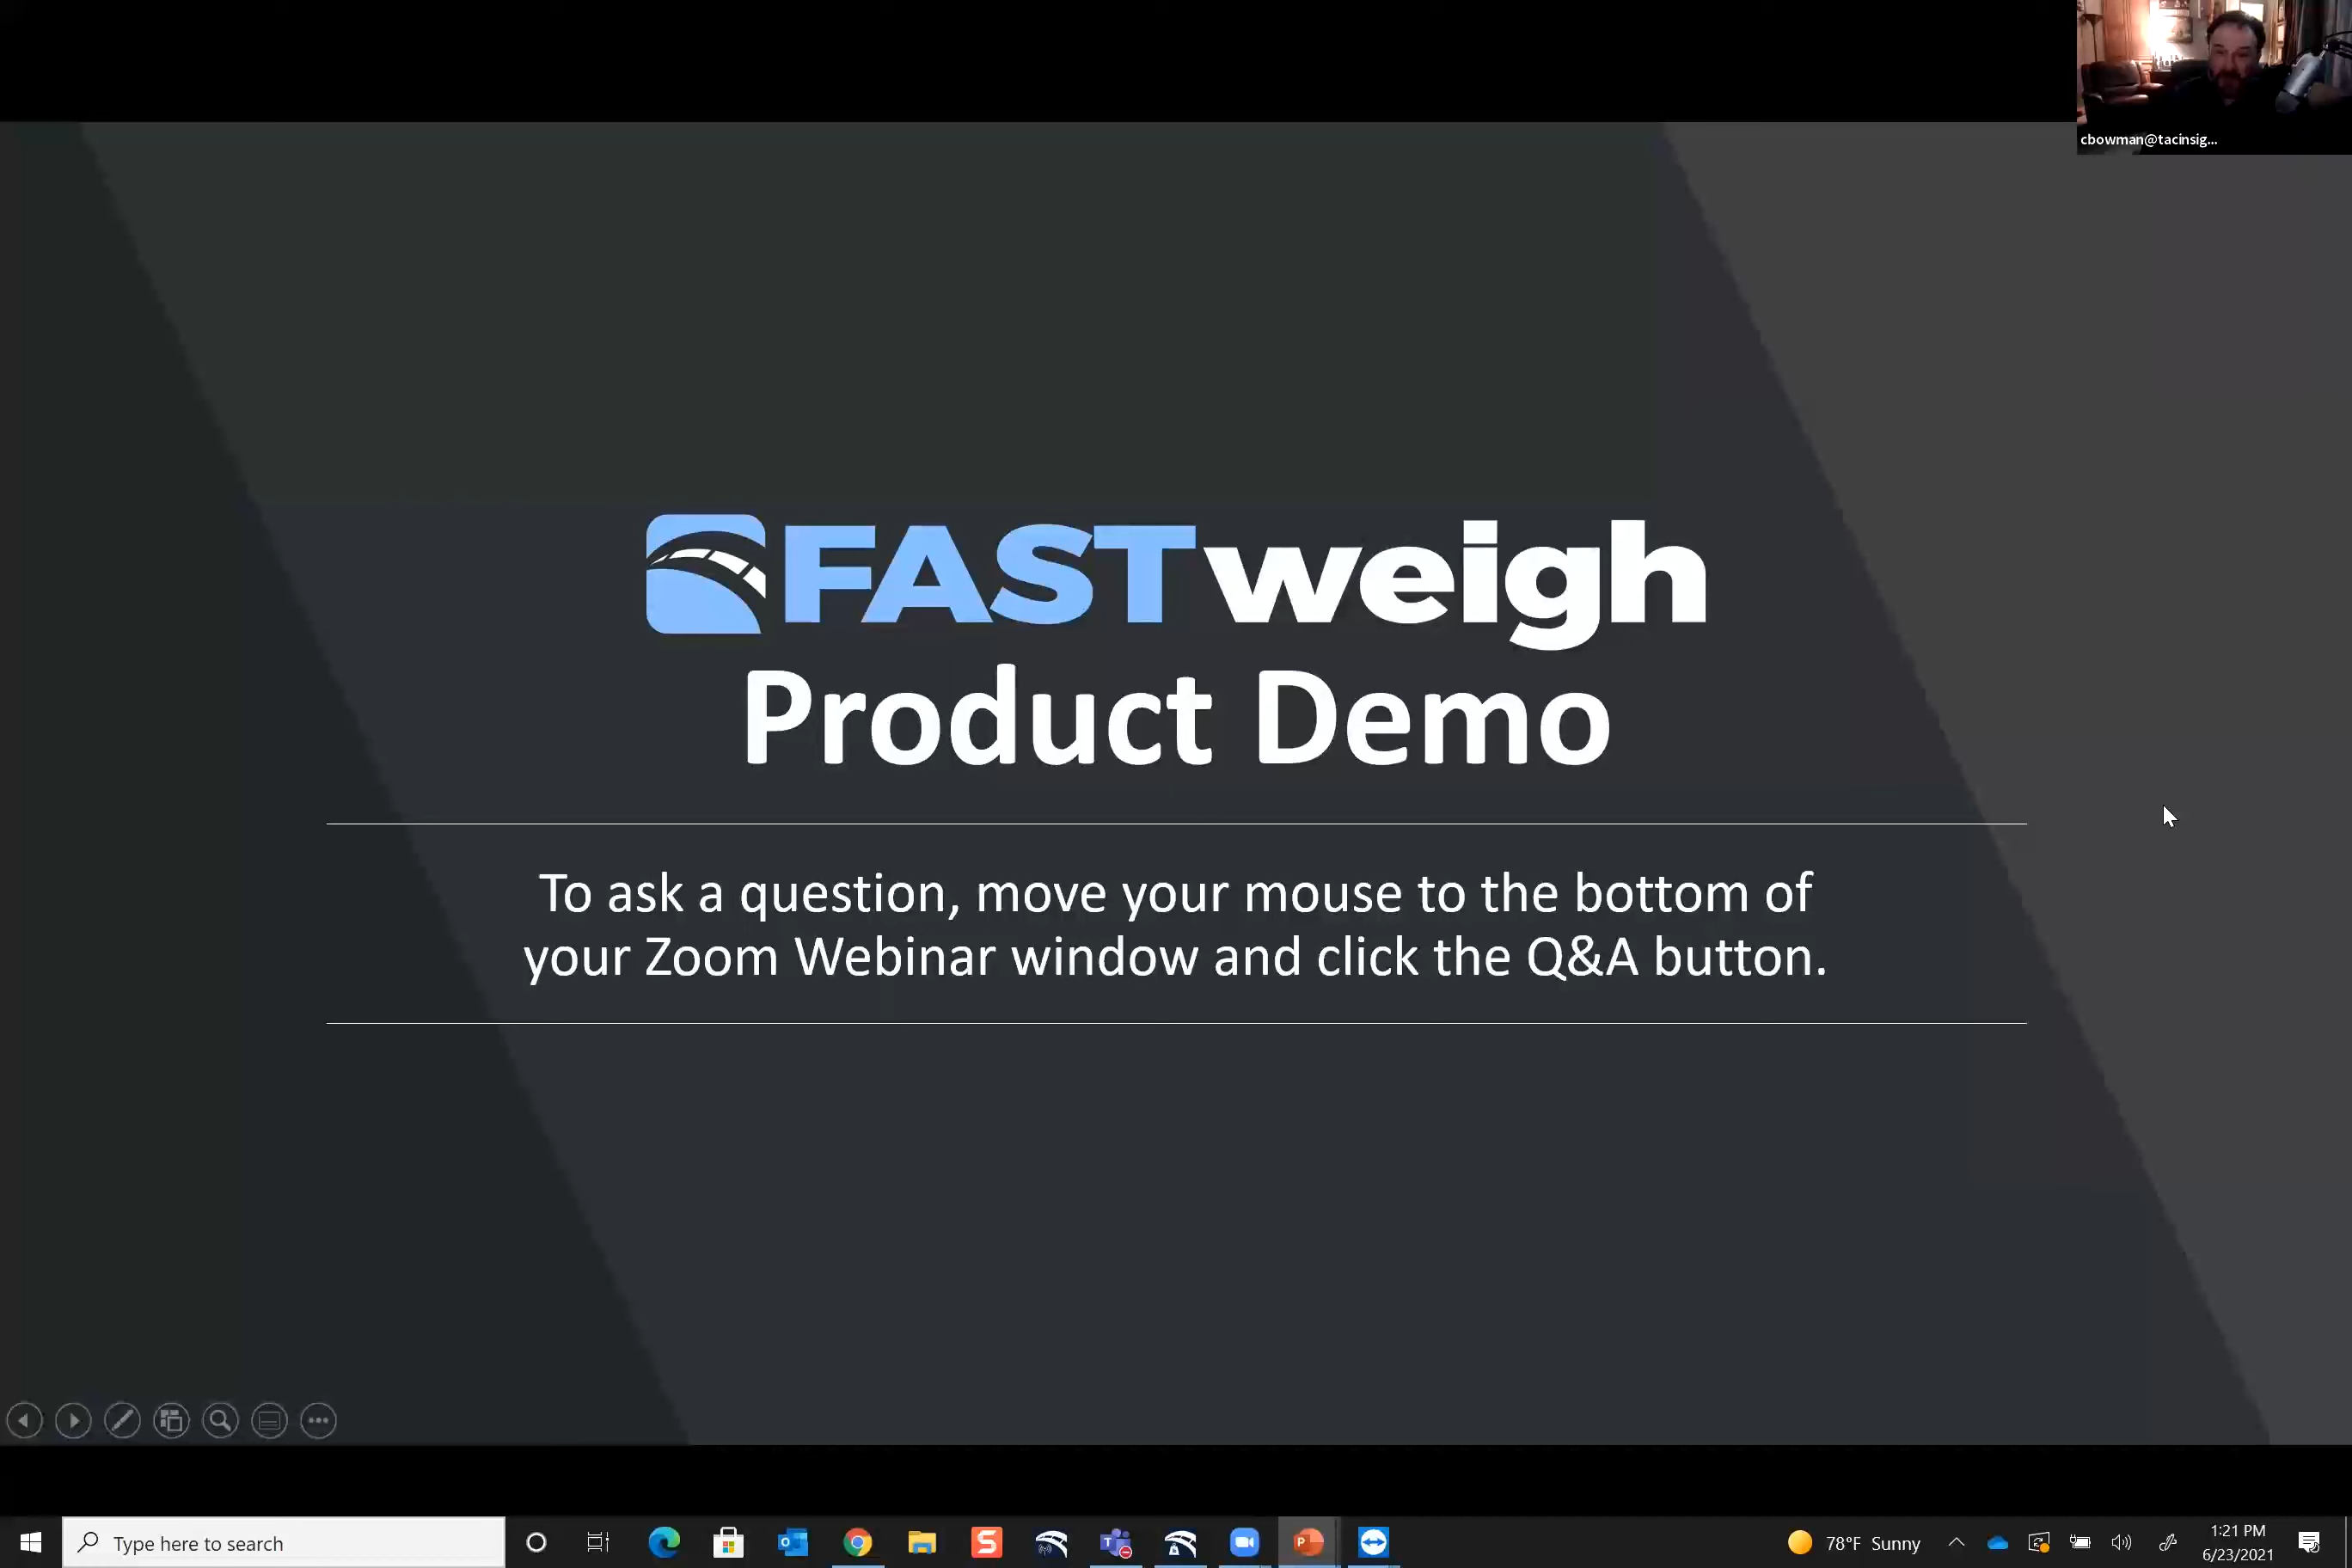 cbowman@tacinsig...
FASTweigh
Product Demo
To ask a question, move your mouse to the bottom of
your Zoom Webinar window and click the Q&A button.
Type here to search
78°F Sunny
1:21 PM
6/23/2021